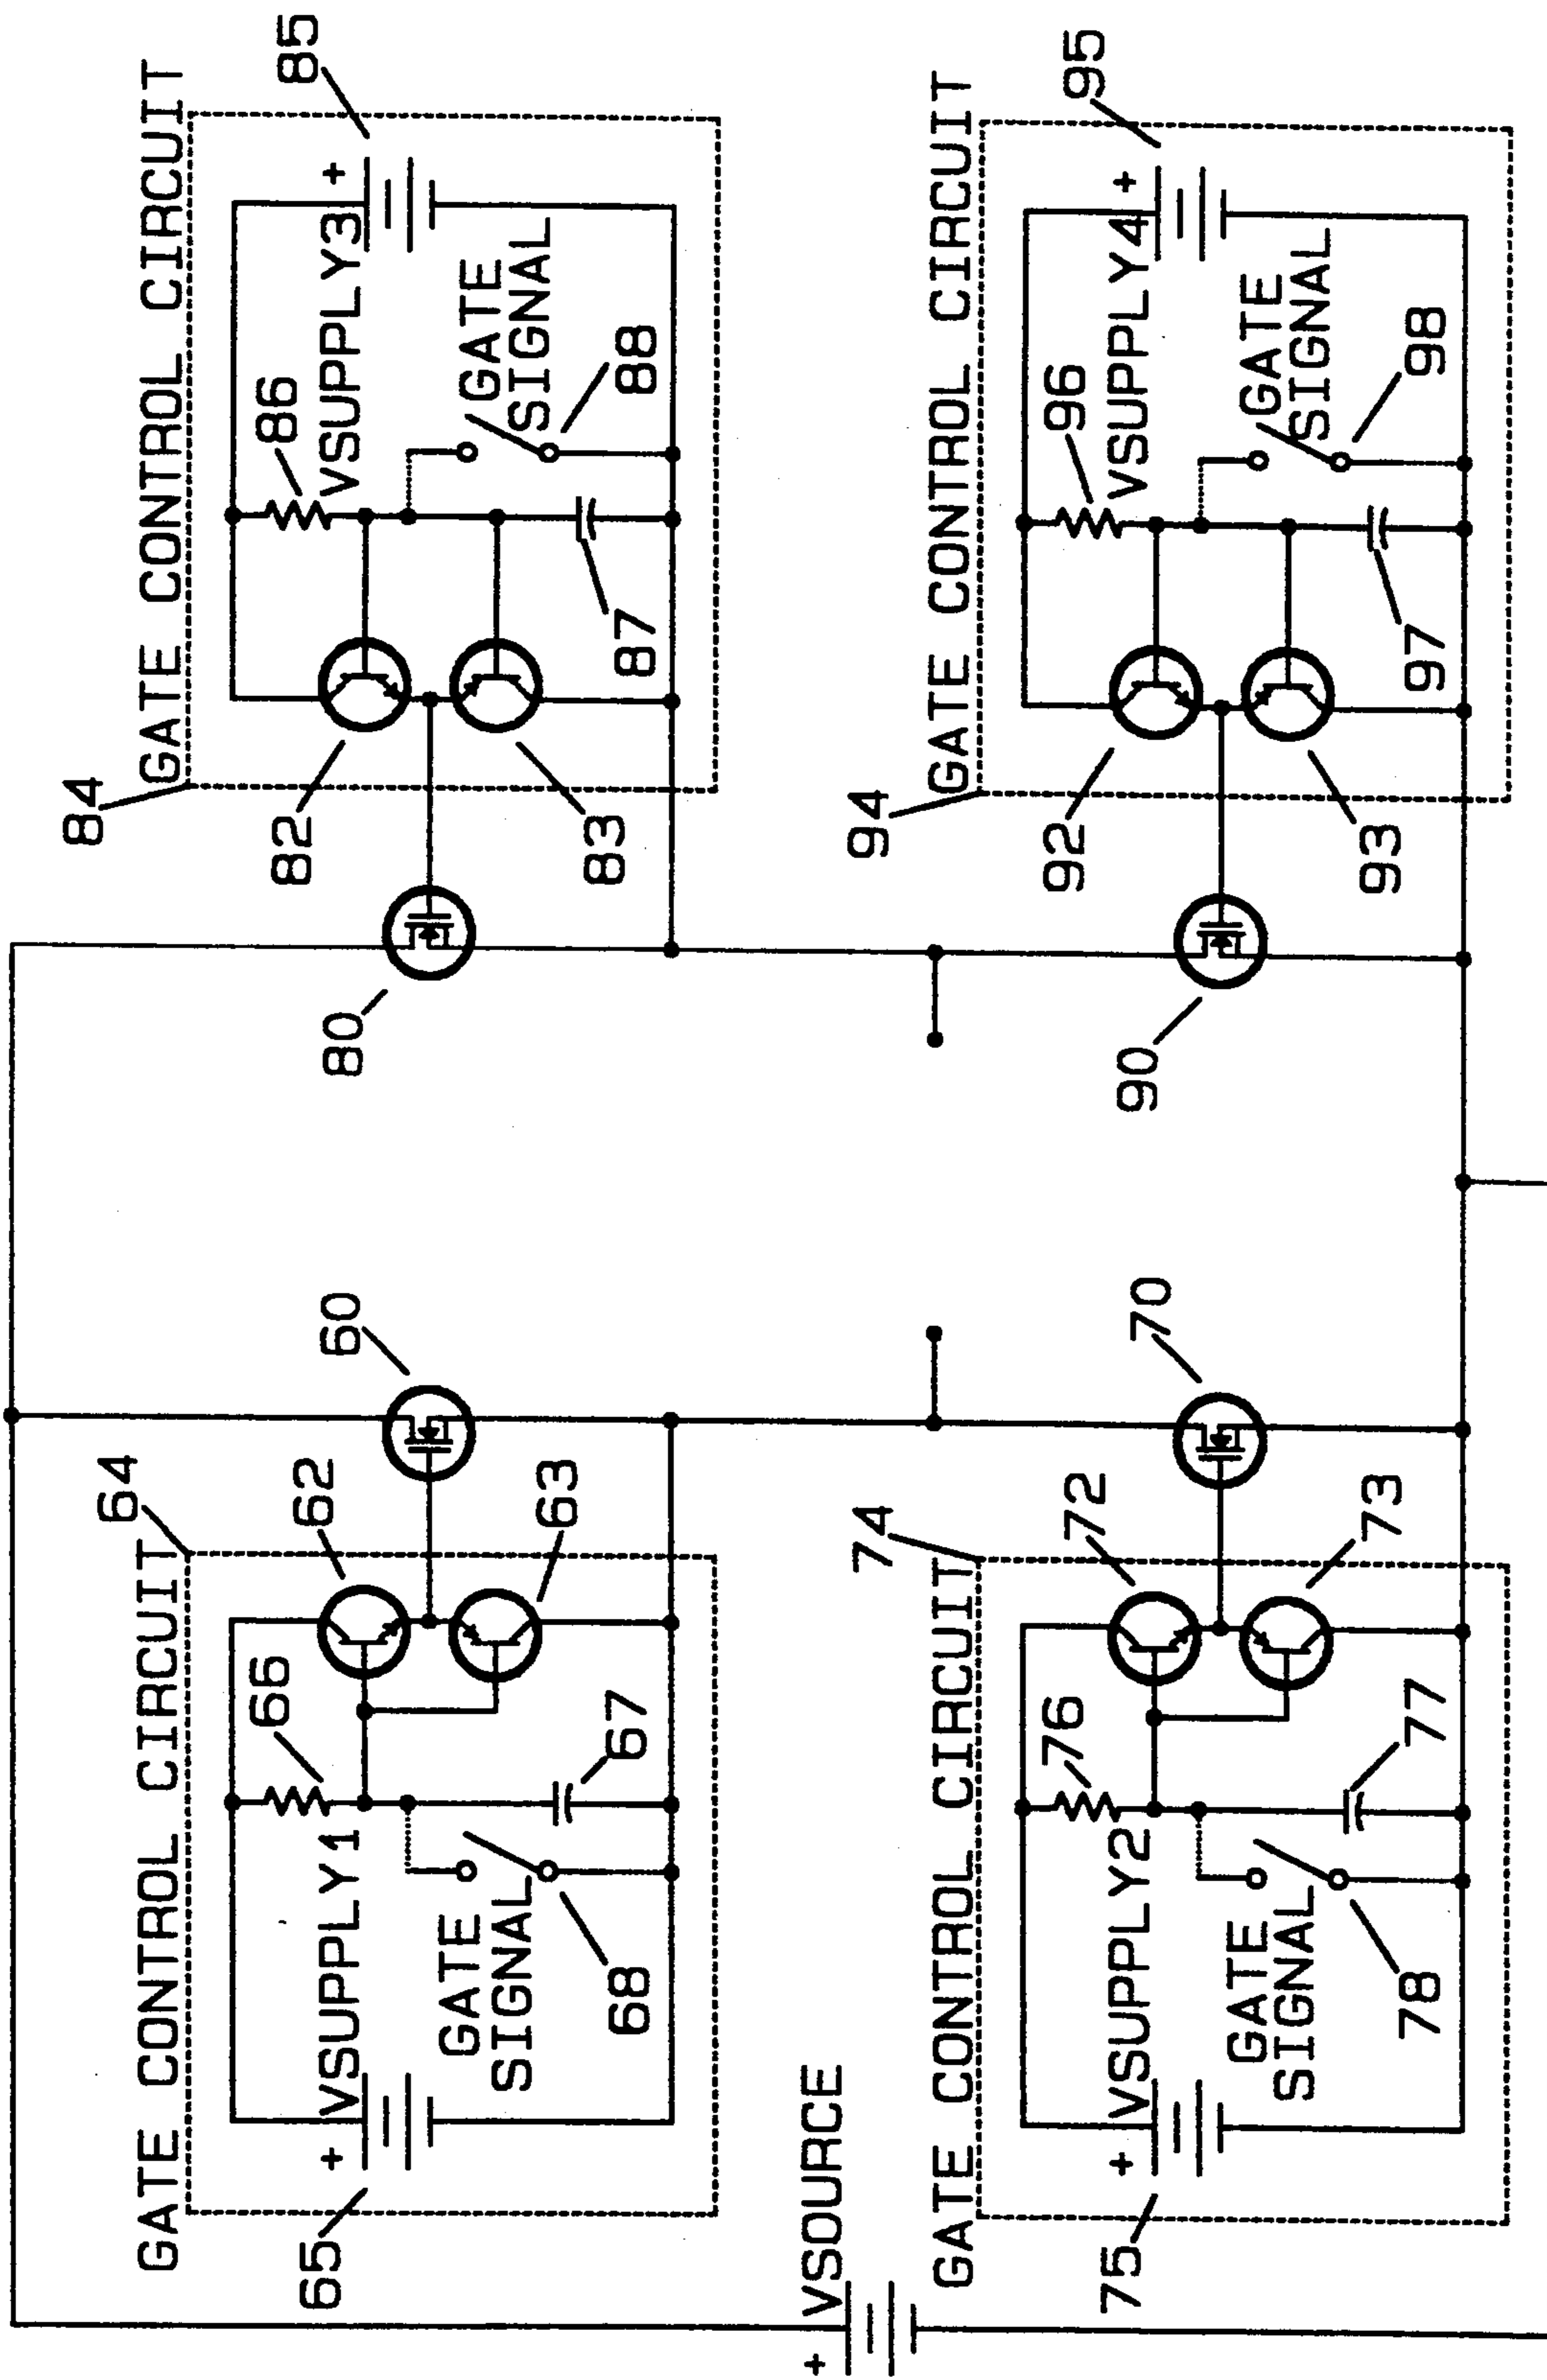 GATE CONTROL CIRCUIT
64
66
62
60
65
+ VSUPPLY1
GATE
SIGNAL
63
67
68
84
GATE CONTROL CIRCUIT
86
85
80
82
VSUPPLY3 +
GATE
SIGNAL
83
87
88
+ VSOURCE
74
GATE CONTROL CIRCUIT
76
72
70
75
+ VSUPPLY2
GATE
SIGNAL
73
77
78
94
GATE CONTROL CIRCUIT
96
95
90
92
VSUPPLY4 +
GATE
SIGNAL
93
97
98